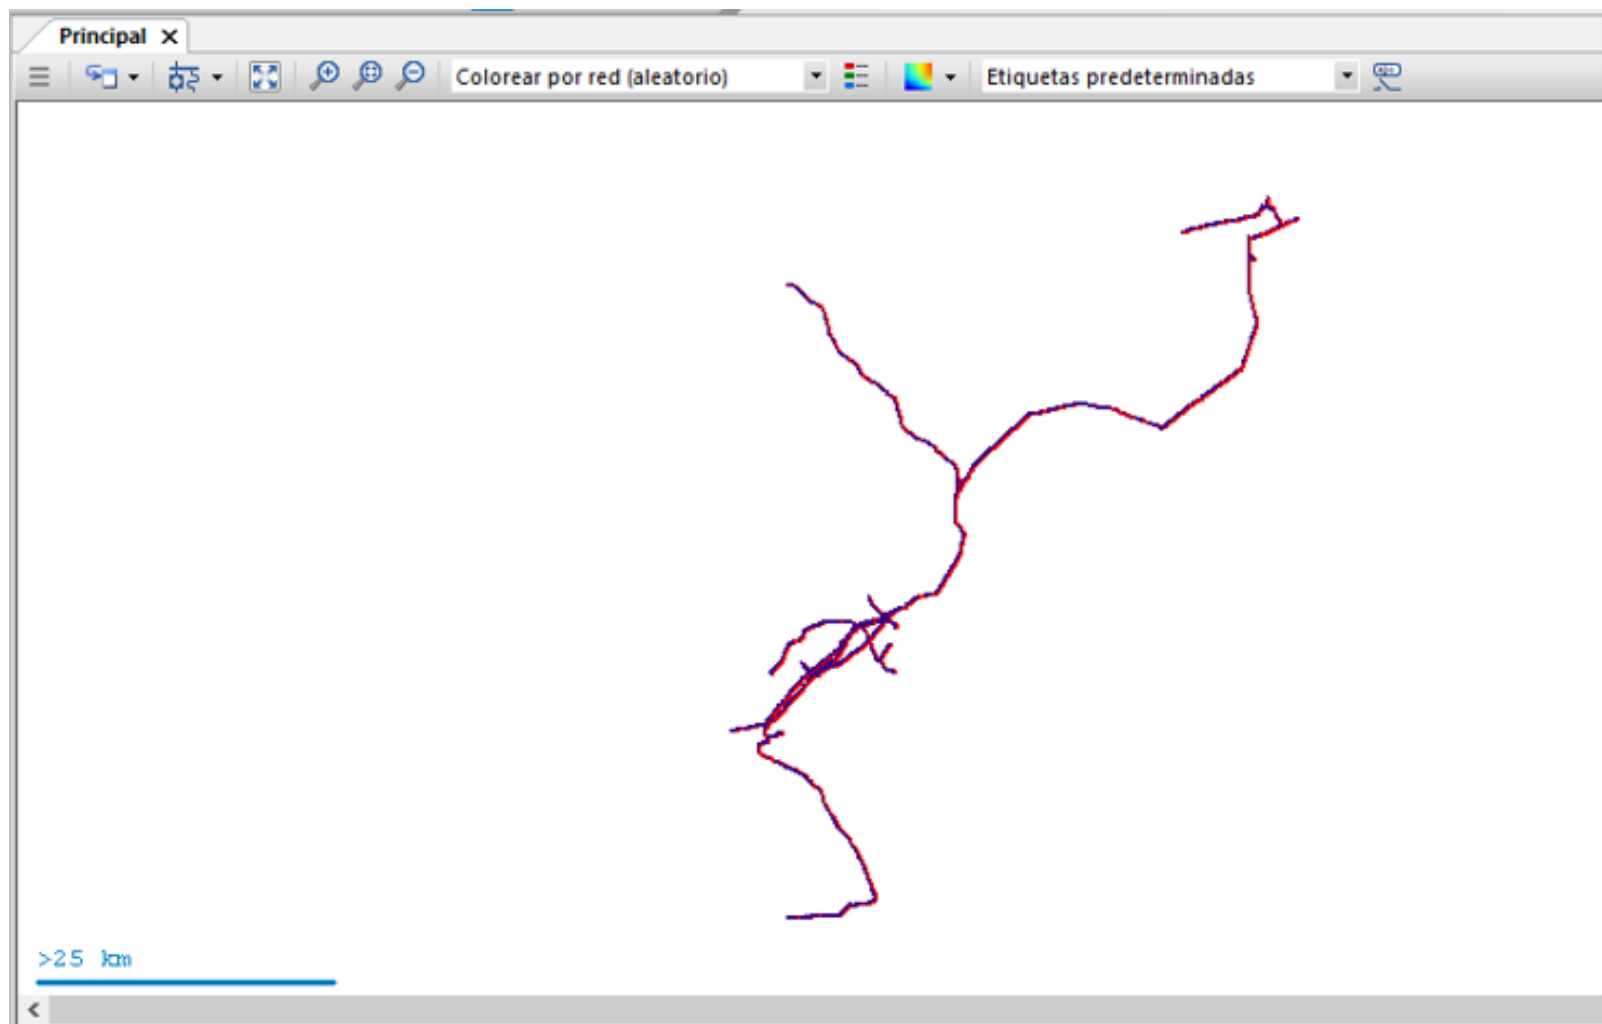 Principal
Colorear por red (aleatorio)
Etiquetas predeterminadas
>25 km